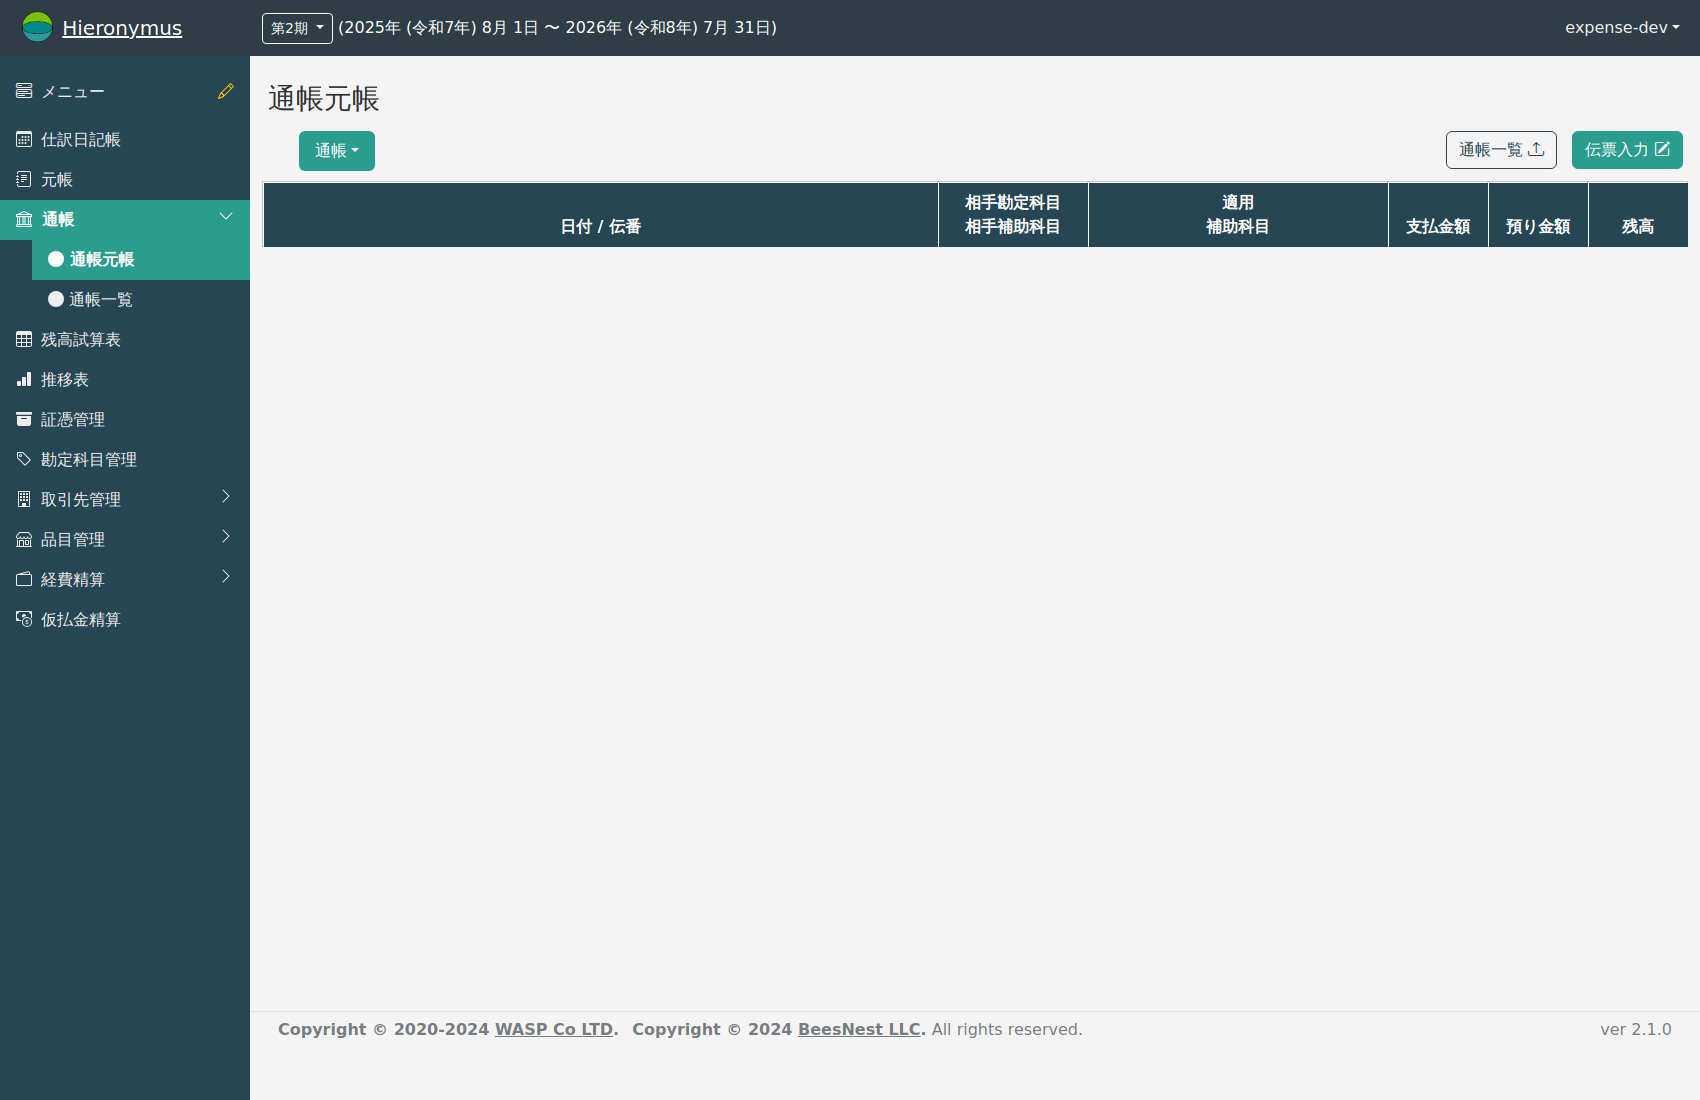 Hieronymus
第2期 (2025年 (令和7年) 8月 1日 〜 2026年 (令和8年) 7月 31日)
expense-dev
メニュー
仕訳日記帳
元帳
通帳
通帳元帳
通帳一覧
残高試算表
推移表
証憑管理
勘定科目管理
取引先管理
品目管理
経費精算
仮払金精算
通帳元帳
通帳
通帳一覧
伝票入力
日付 / 伝番
相手勘定科目
相手補助科目
適用
補助科目
支払金額
預り金額
残高
Copyright © 2020-2024 WASP Co LTD. Copyright © 2024 BeesNest LLC. All rights reserved.
ver 2.1.0